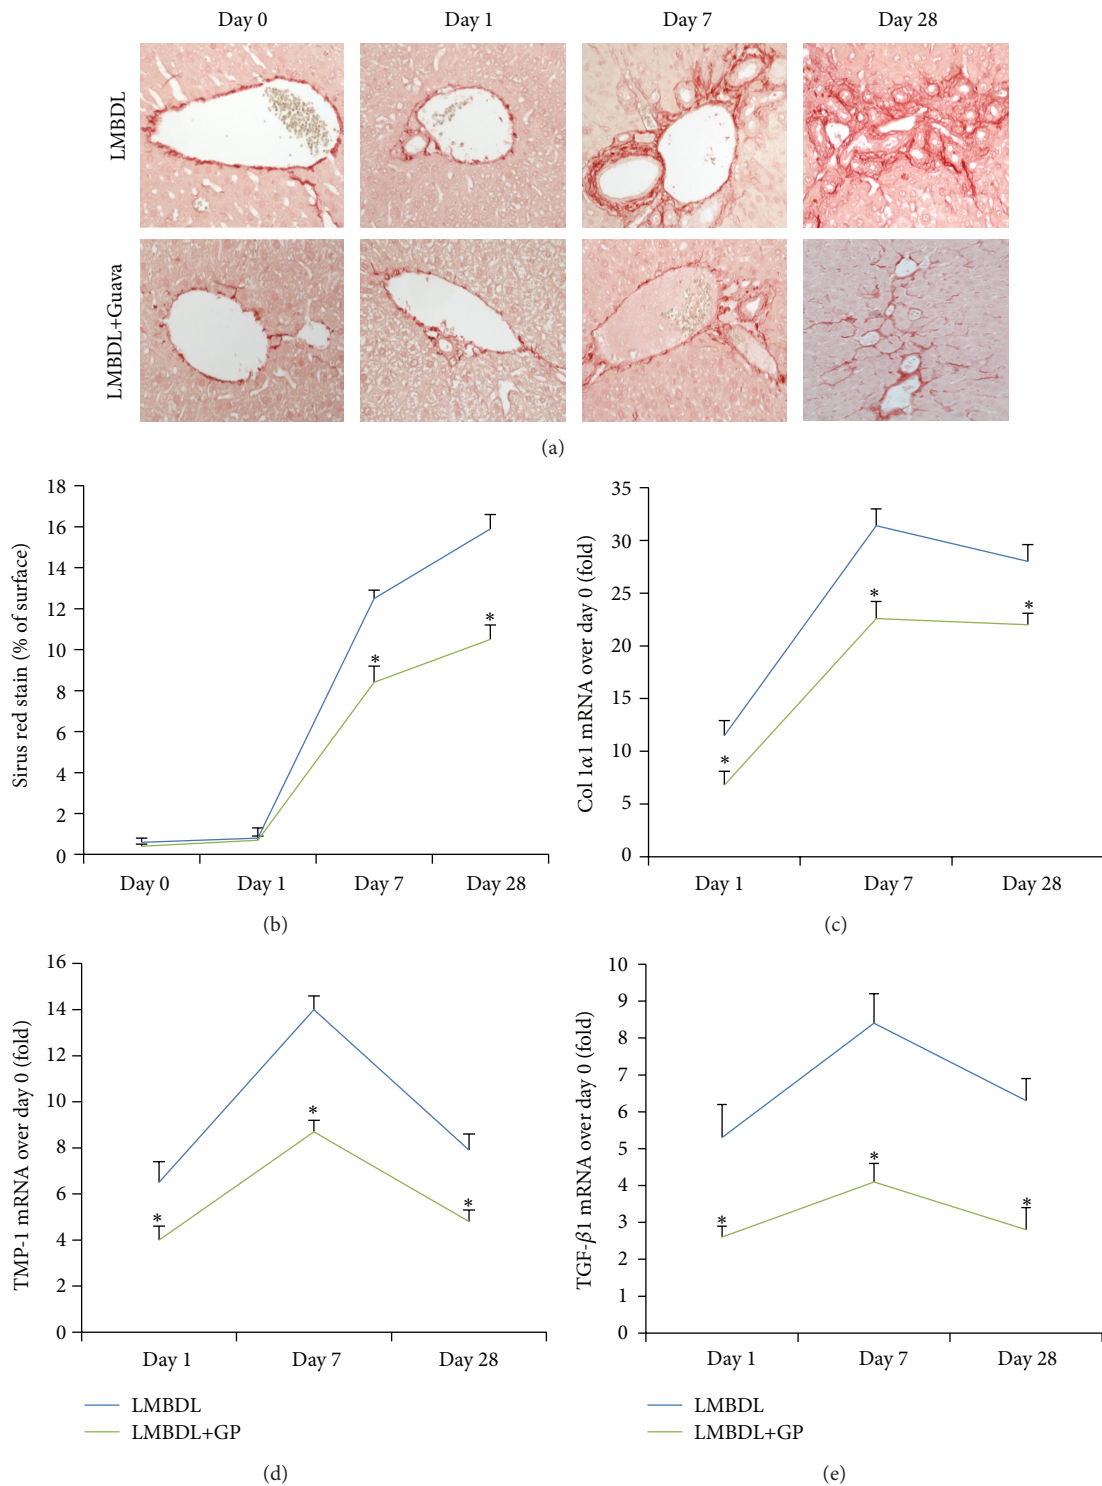 Day 0 Day 1 Day 7 Day 28
LMBDL
LMBDL+Guava
(a)
18
16
14
12
10
8
6
4
2
0
Sirus red stain (% of surface)
*
*
Day 0 Day 1 Day 7 Day 28
(b)
35
30
25
20
15
10
5
0
Col 1α1 mRNA over day 0 (fold)
*
*
*
Day 1 Day 7 Day 28
(c)
16
14
12
10
8
6
4
2
0
TMP-1 mRNA over day 0 (fold)
*
*
*
Day 1 Day 7 Day 28
LMBDL
LMBDL+GP
(d)
10
9
8
7
6
5
4
3
2
1
0
TGF-β1 mRNA over day 0 (fold)
*
*
*
Day 1 Day 7 Day 28
LMBDL
LMBDL+GP
(e)